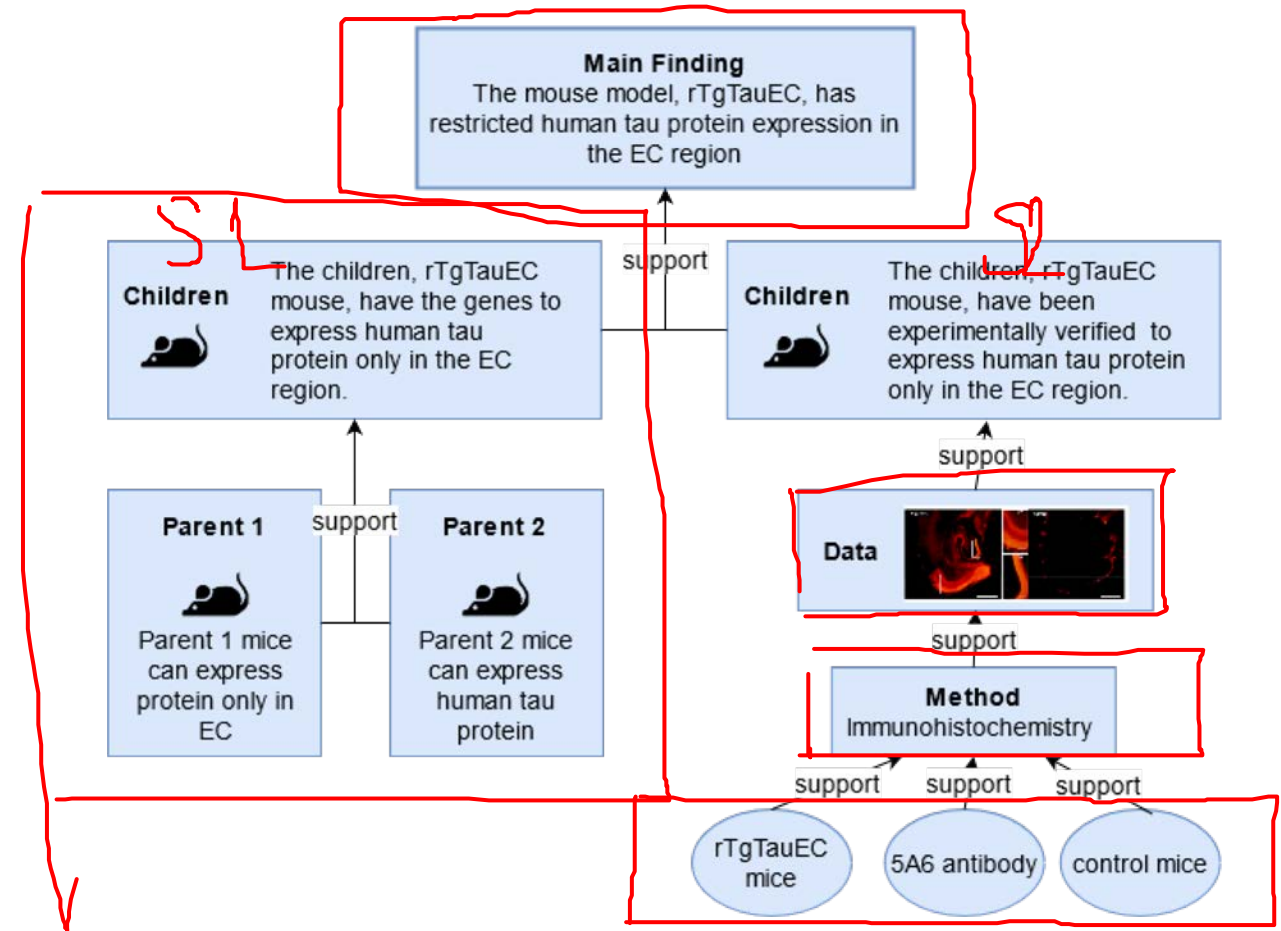 Main Finding
The mouse model, rTgTauEC, has
restricted human tau protein expression in
the EC region
support
Children
The children, rTgTauEC
mouse, have the genes to
express human tau
protein only in the EC
region.
Children
The children, rTgTauEC
mouse, have been
experimentally verified to
express human tau protein
only in the EC region.
support
Parent 1
Parent 1 mice
can express
protein only in
EC
Parent 2
Parent 2 mice
can express
human tau
protein
support
Data
support
Method
Immunohistochemistry
support
support
support
rTgTauEC
mice
5A6 antibody
control mice